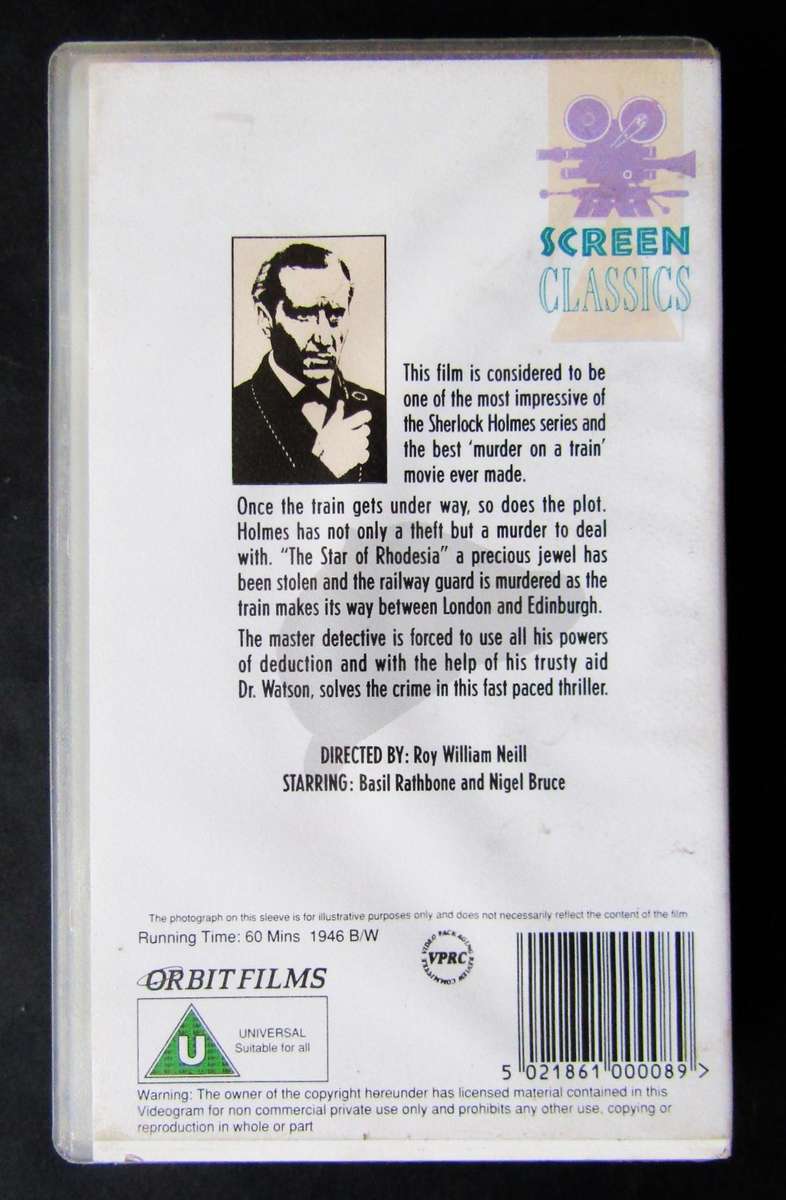 SCREEN
CLASSICS
This film is considered to be
one of the most impressive of
the Sherlock Holmes series and
the best ‘murder on a train’
movie ever made.
Once the train gets under way, so does the plot.
Holmes has not only a theft but a murder to deal
with. “The Star of Rhodesia” a precious jewel has
been stolen and the railway guard is murdered as the
train makes its way between London and Edinburgh.
The master detective is forced to use all his powers
of deduction and with the help of his trusty aid
Dr. Watson, solves the crime in this fast paced thriller.
DIRECTED BY: Roy William Neill
STARRING: Basil Rathbone and Nigel Bruce
The photograph on this sleeve is for illustrative purposes only and does not necessarily reflect the content of the film
Running Time: 60 Mins 1946 B/W
VIDEO PACKAGING REVIEW COMMITTEE
VPRC
ORBIT FILMS
U
UNIVERSAL
Suitable for all
5 021861 000089 >
Warning: The owner of the copyright hereunder has licensed material contained in this
Videogram for non commercial private use only and prohibits any other use, copying or
reproduction in whole or part